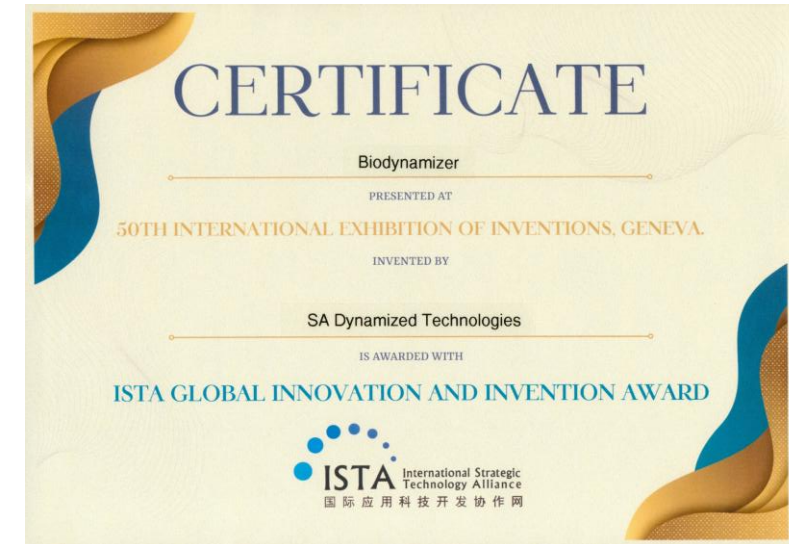 CERTIFICATE
Biodynamizer
PRESENTED AT
50TH INTERNATIONAL EXHIBITION OF INVENTIONS, GENEVA.
INVENTED BY
SA Dynamized Technologies
IS AWARDED WITH
ISTA GLOBAL INNOVATION AND INVENTION AWARD
ISTA International Strategic
Technology Alliance
国际应用科技开发协作网